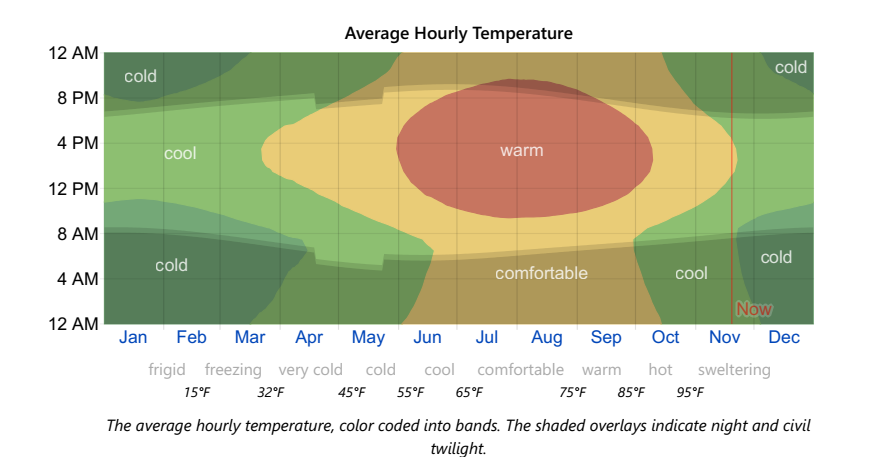 Average Hourly Temperature
12 AM
cold
cold
8 PM
4 PM
cool
warm
12 PM
8 AM
cold
cold
4 AM
comfortable
cool
Now
12 AM
Jan Feb Mar Apr May Jun Jul Aug Sep Oct Nov Dec
frigid freezing very cold cold cool comfortable warm hot sweltering
15°F 32°F 45°F 55°F 65°F 75°F 85°F 95°F
The average hourly temperature, color coded into bands. The shaded overlays indicate night and civil
twilight.